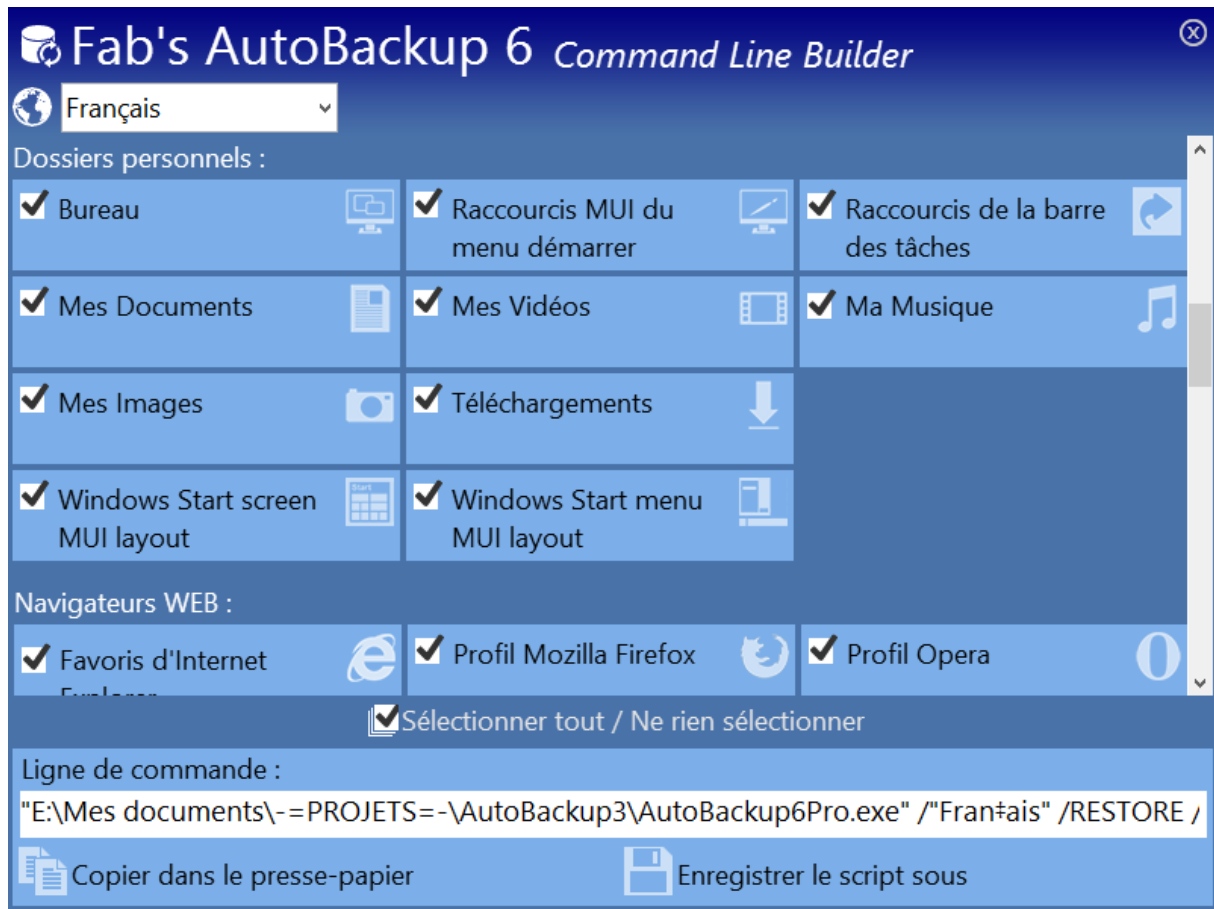 Fab's AutoBackup 6 Command Line Builder
Français
Dossiers personnels :
Bureau
Raccourcis MUI du
menu démarrer
Raccourcis de la barre
des tâches
Mes Documents
Mes Vidéos
Ma Musique
Mes Images
Téléchargements
Windows Start screen
MUI layout
Start
Windows Start menu
MUI layout
Navigateurs WEB :
Favoris d'Internet
Profil Mozilla Firefox
Profil Opera
Sélectionner tout / Ne rien sélectionner
Ligne de commande :
"E:\Mes documents\-=PROJETS=-\AutoBackup3\AutoBackup6Pro.exe" /"Fran‡ais" /RESTORE /
Copier dans le presse-papier
Enregistrer le script sous